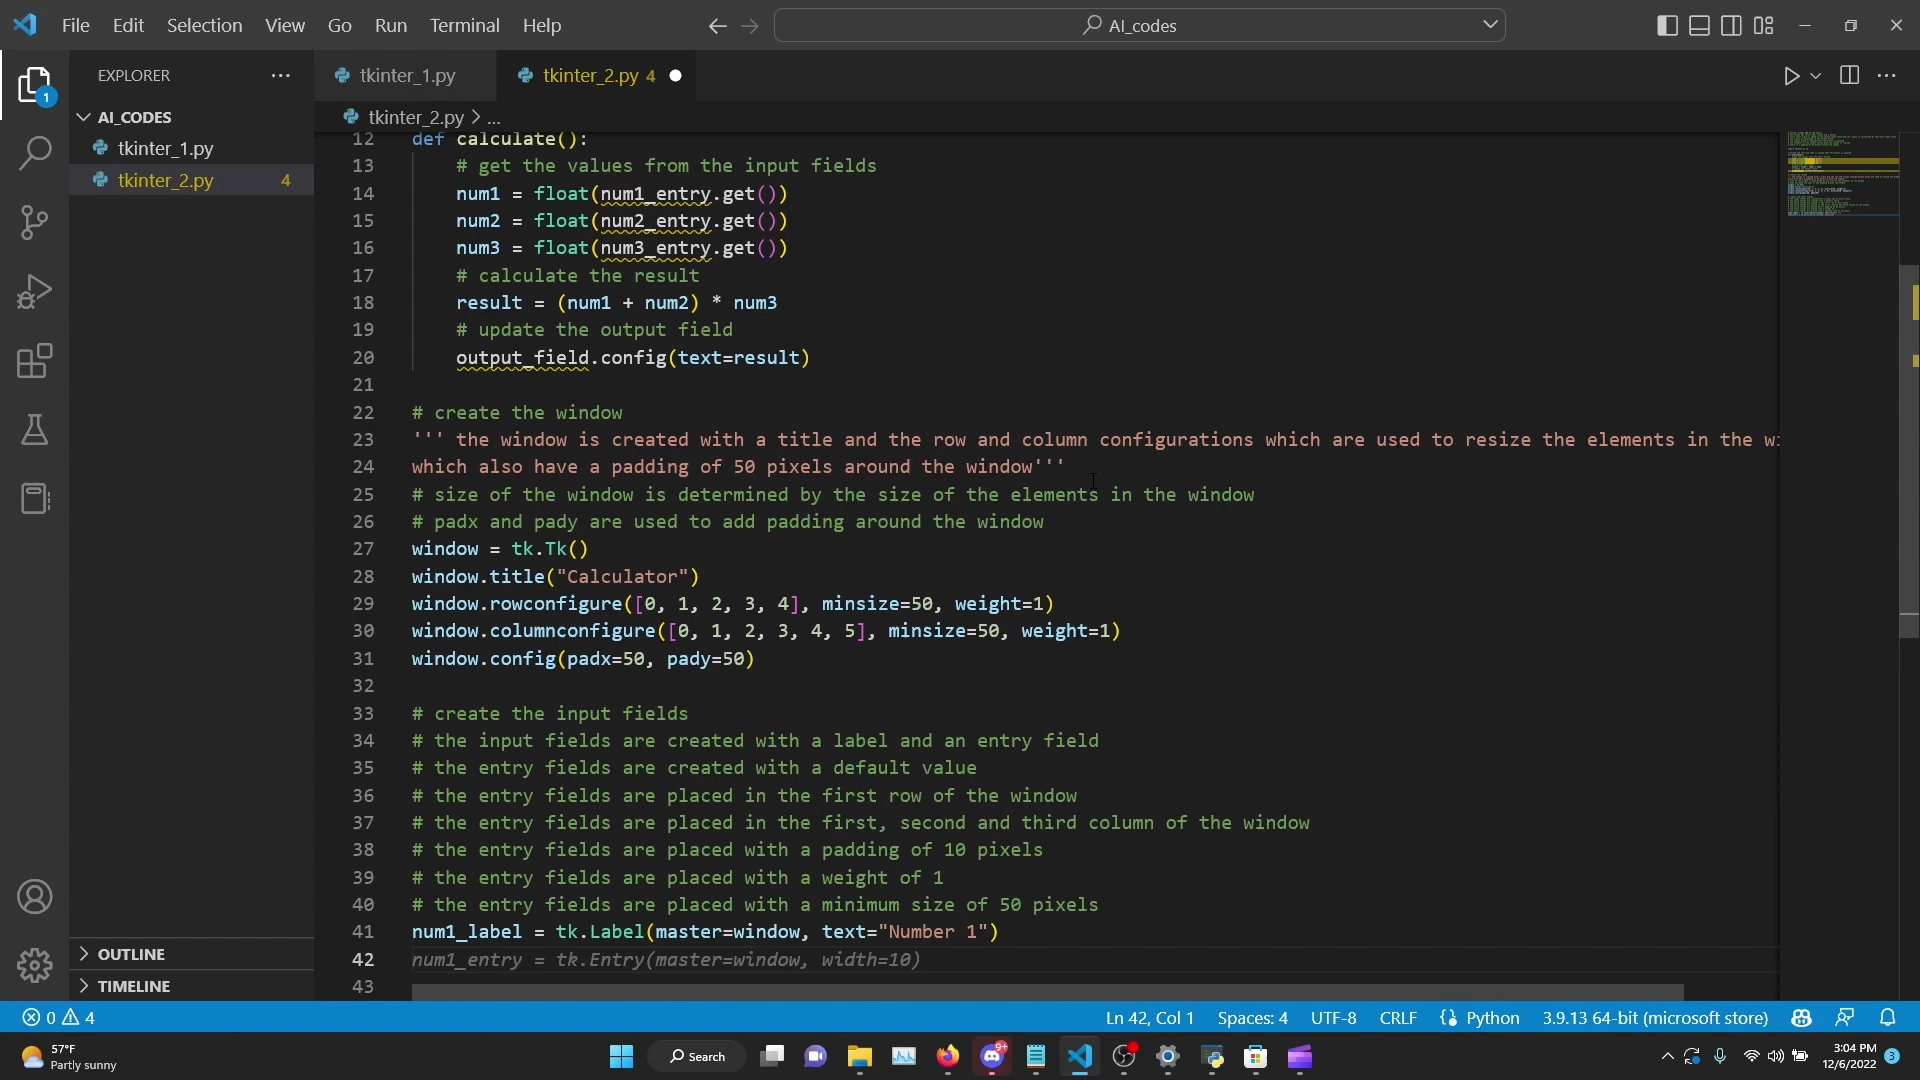 File Edit Selection View Go Run Terminal Help
AI_codes
EXPLORER
1
AI_CODES
tkinter_1.py
tkinter_2.py 4
OUTLINE
TIMELINE
tkinter_1.py
tkinter_2.py 4
tkinter_2.py > ...
12 def calculate():
13 # get the values from the input fields
14 num1 = float(num1_entry.get())
15 num2 = float(num2_entry.get())
16 num3 = float(num3_entry.get())
17 # calculate the result
18 result = (num1 + num2) * num3
19 # update the output field
20 output_field.config(text=result)
21
22 # create the window
23 ''' the window is created with a title and the row and column configurations which are used to resize the elements in the
24 which also have a padding of 50 pixels around the window'''
25 # size of the window is determined by the size of the elements in the window
26 # padx and pady are used to add padding around the window
27 window = tk.Tk()
28 window.title("Calculator")
29 window.rowconfigure([0, 1, 2, 3, 4], minsize=50, weight=1)
30 window.columnconfigure([0, 1, 2, 3, 4, 5], minsize=50, weight=1)
31 window.config(padx=50, pady=50)
32
33 # create the input fields
34 # the input fields are created with a label and an entry field
35 # the entry fields are created with a default value
36 # the entry fields are placed in the first row of the window
37 # the entry fields are placed in the first, second and third column of the window
38 # the entry fields are placed with a padding of 10 pixels
39 # the entry fields are placed with a weight of 1
40 # the entry fields are placed with a minimum size of 50 pixels
41 num1_label = tk.Label(master=window, text="Number 1")
42 num1_entry = tk.Entry(master=window, width=10)
43
0 4
Ln 42, Col 1 Spaces: 4 UTF-8 CRLF Python 3.9.13 64-bit (microsoft store)
57°F
Partly sunny
Search
9+
3:04 PM
12/6/2022
3